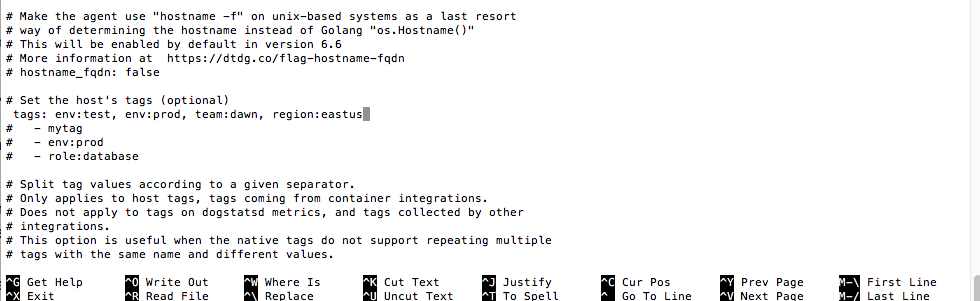 # Make the agent use "hostname -f" on unix-based systems as a last resort
# way of determining the hostname instead of Golang "os.Hostname()"
# This will be enabled by default in version 6.6
# More information at  https://dtdg.co/flag-hostname-fqdn
# hostname_fqdn: false

# Set the host's tags (optional)
 tags: env:test, env:prod, team:dawn, region:eastus
#   - mytag
#   - env:prod
#   - role:database

# Split tag values according to a given separator.
# Only applies to host tags, tags coming from container integrations.
# Does not apply to tags on dogstatsd metrics, and tags collected by other
# integrations.
# This option is useful when the native tags do not support repeating multiple
# tags with the same name and different values.

^G Get Help ^O Write Out ^W Where Is ^K Cut Text ^J Justify ^C Cur Pos ^Y Prev Page M-\ First Line
^X Exit ^R Read File ^\ Replace ^U Uncut Text ^T To Spell ^_ Go To Line ^V Next Page M-/ Last Line